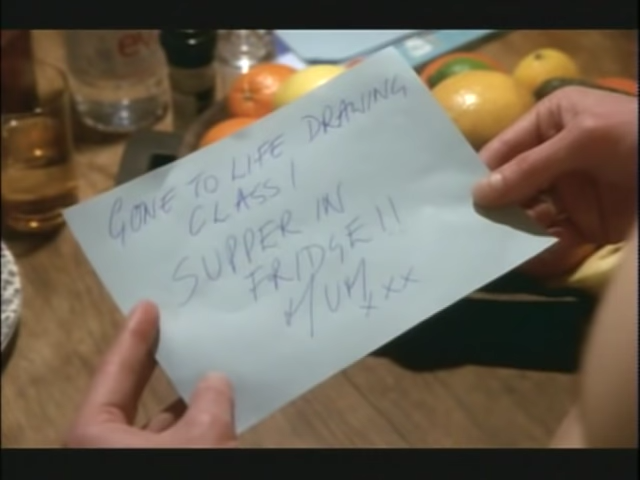 GONE TO LIFE DRAWING
CLASS!
SUPPER IN
FRIDGE!!
MUM
xxx